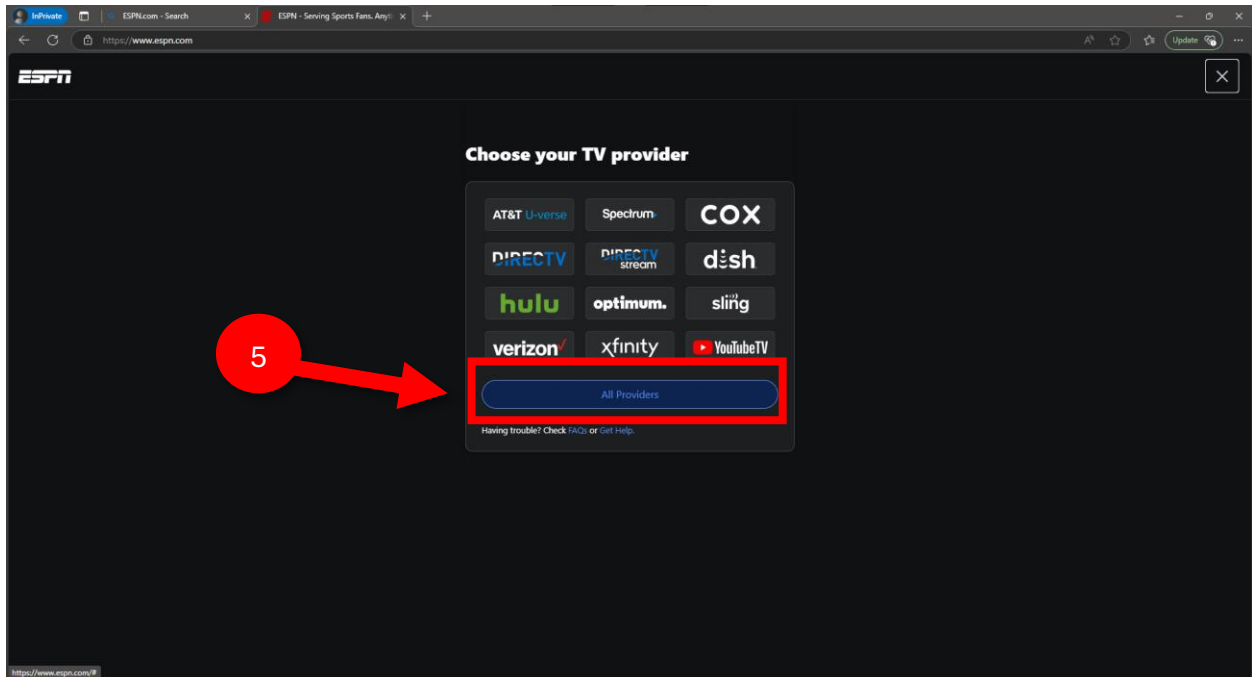 InPrivate
ESPN.com - Search
ESPN - Serving Sports Fans. Anyti
https://www.espn.com
Update
ESPN
Choose your TV provider
AT&T U-verse
Spectrum
COX
DIRECTV
DIRECTV stream
dish
hulu
optimum.
sling
verizon
xfinity
YouTubeTV
5
All Providers
Having trouble? Check FAQs or Get Help.
https://www.espn.com/#